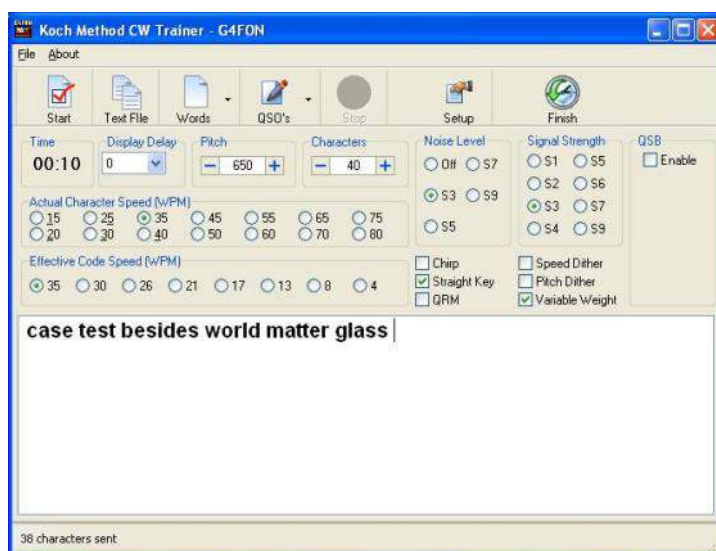 Koch Method CW Trainer - G4FON
File About
Start Text FIle Words QSO's Stop Setup Finish
Time Display Delay Pitch Characters Noise Level Signal Strength QSB
00:10 0 650 40 Off S7 S1 S5 Enable
S2 S6
Actual Character Speed (WPM) S3 S9 S3 S7
15 25 35 45 55 65 75
20 30 40 50 60 70 80 S5 S4 S9
Effective Code Speed (WPM) Chirp Speed Dither
35 30 26 21 17 13 8 4 Straight Key Pitch Dither
QRM Variable Weight
case test besides world matter glass
38 characters sent